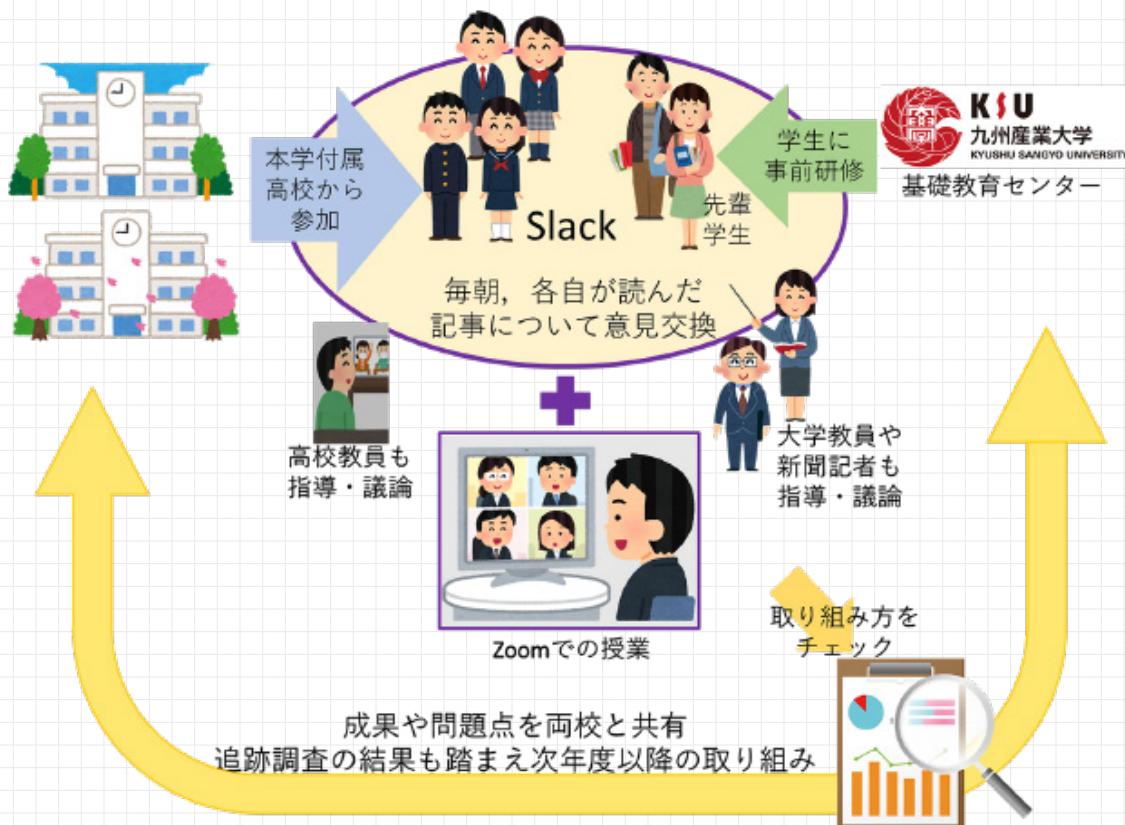 本学付属
高校から
参加
学生に
事前研修
KSU
九州産業大学
KYUSHU SANGYO UNIVERSITY
基礎教育センター
先輩
学生
Slack
毎朝，各自が読んだ
記事について意見交換
高校教員も
指導・議論
大学教員や
新聞記者も
指導・議論
Zoomでの授業
取り組み方を
チェック
成果や問題点を両校と共有
追跡調査の結果も踏まえ次年度以降の取り組み